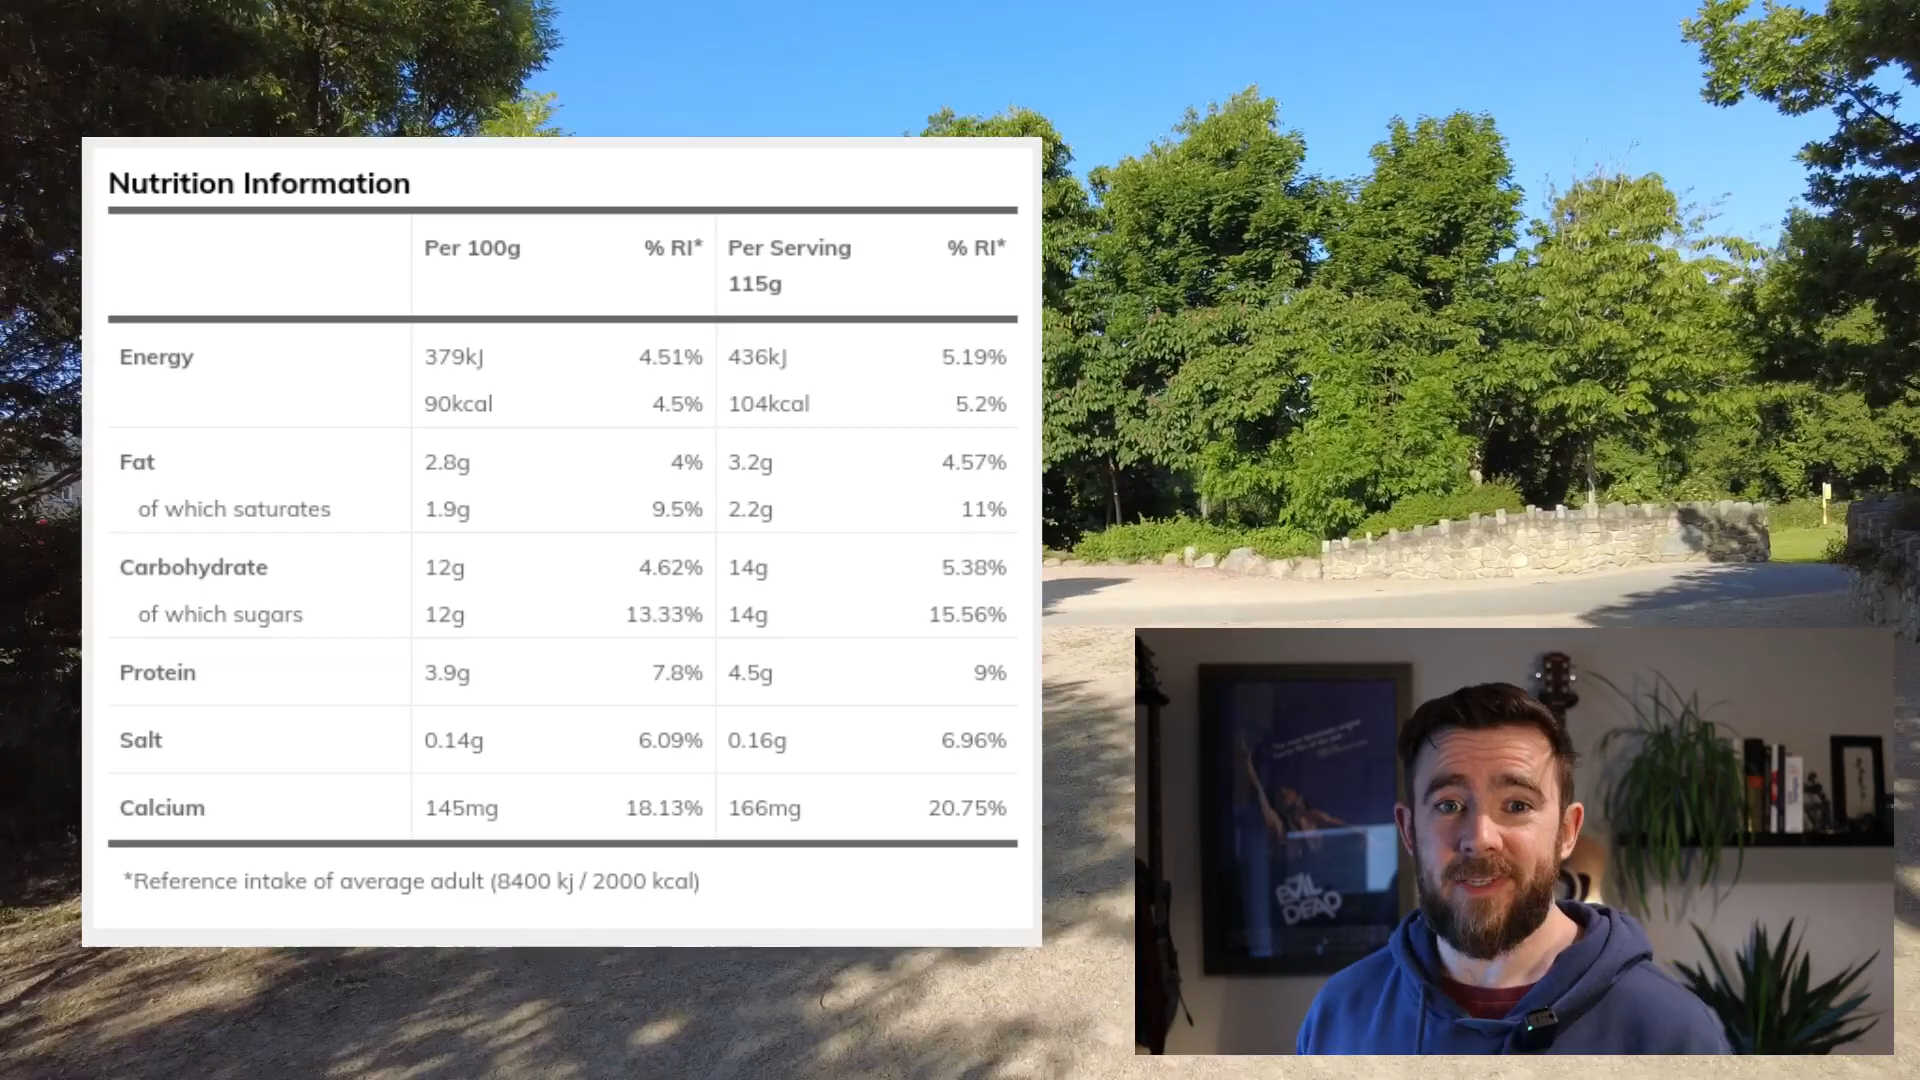 Nutrition Information
Per 100g % RI* Per Serving % RI*
115g
Energy 379kJ 4.51% 436kJ 5.19%
90kcal 4.5% 104kcal 5.2%
Fat 2.8g 4% 3.2g 4.57%
of which saturates 1.9g 9.5% 2.2g 11%
Carbohydrate 12g 4.62% 14g 5.38%
of which sugars 12g 13.33% 14g 15.56%
Protein 3.9g 7.8% 4.5g 9%
Salt 0.14g 6.09% 0.16g 6.96%
Calcium 145mg 18.13% 166mg 20.75%
*Reference intake of average adult (8400 kj / 2000 kcal)
EVIL
DEAD